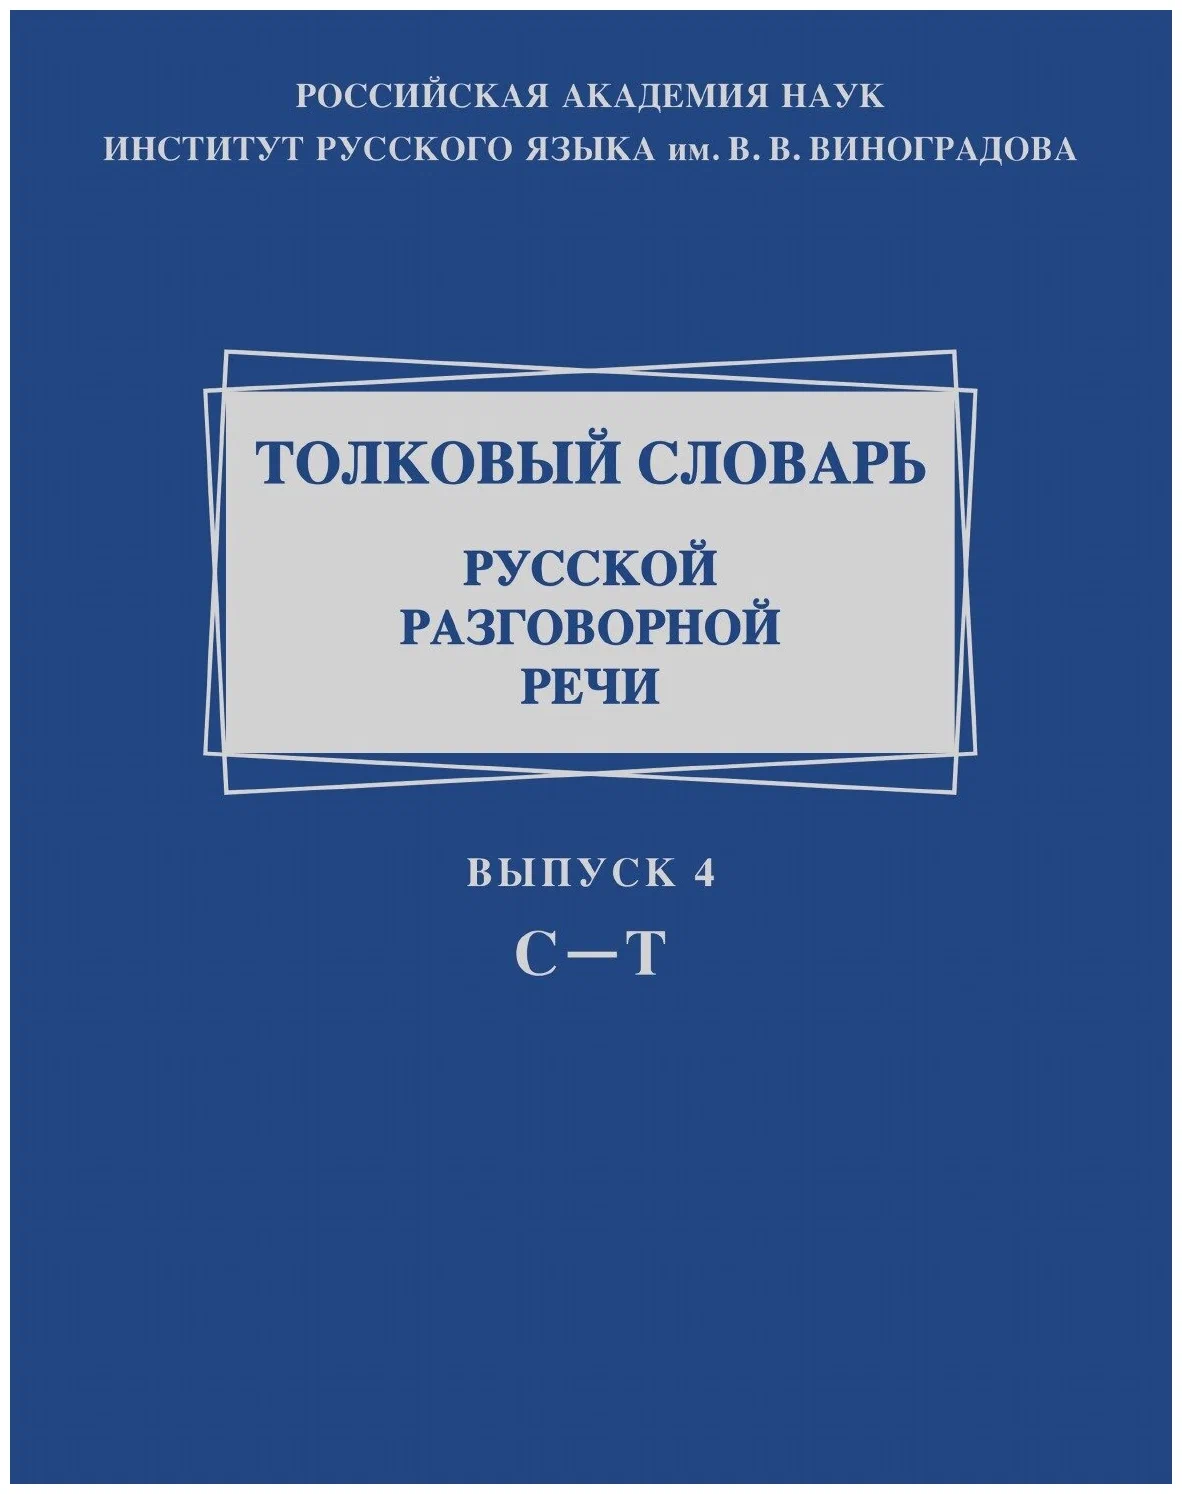 РОССИЙСКАЯ АКАДЕМИЯ НАУК
ИНСТИТУТ РУССКОГО ЯЗЫКА им. В. В. ВИНОГРАДОВА
ТОЛКОВЫЙ СЛОВАРЬ
РУССКОЙ
РАЗГОВОРНОЙ
РЕЧИ
ВЫПУСК 4
С—Т